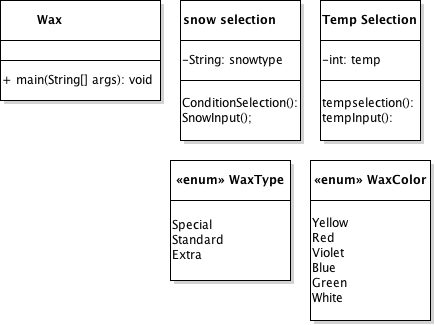 Wax
+ main(String[] args): void
snow selection
-String: snowtype
ConditionSelection():
SnowInput();
Temp Selection
-int: temp
tempselection():
tempInput():
«enum» WaxType
Special
Standard
Extra
«enum» WaxColor
Yellow
Red
Violet
Blue
Green
White